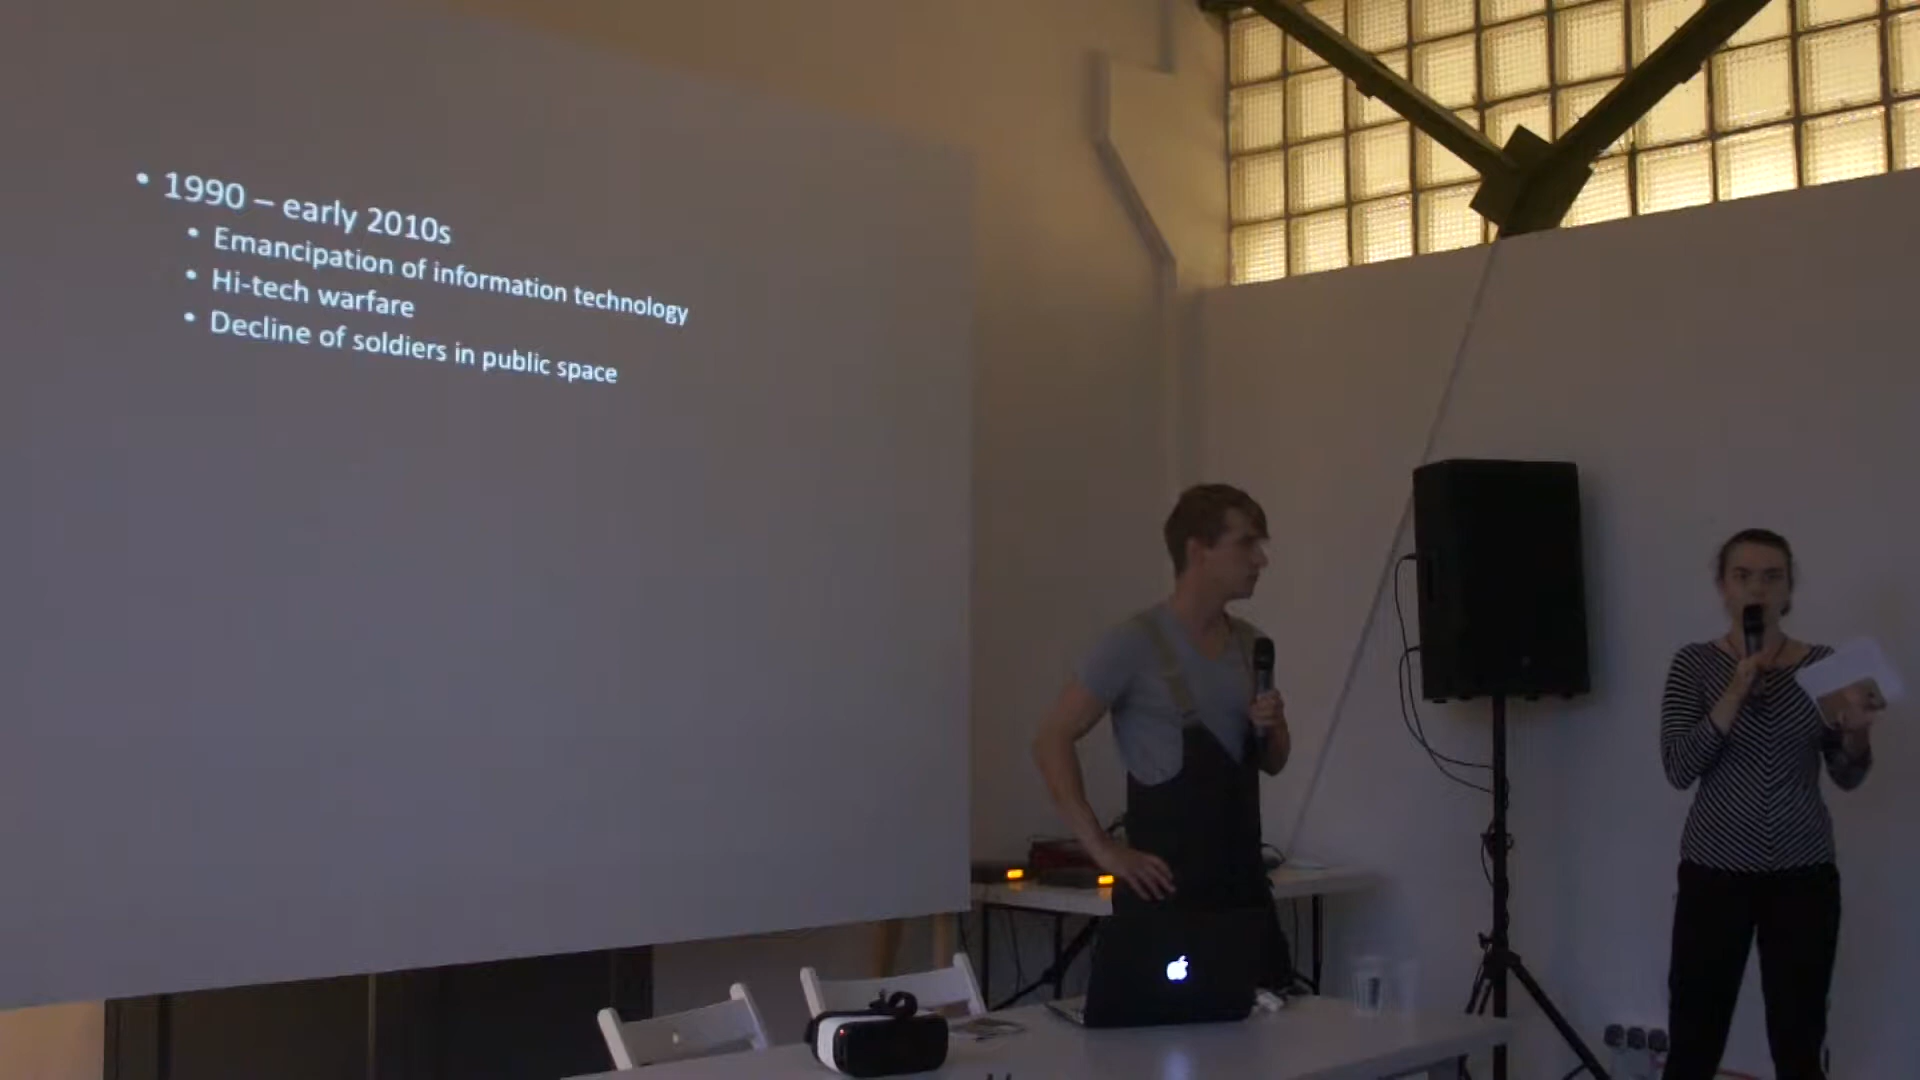 • 1990 – early 2010s
• Emancipation of information technology
• Hi-tech warfare
• Decline of soldiers in public space